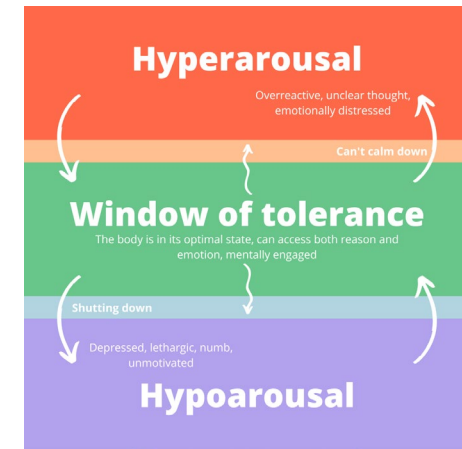 Hyperarousal
Overreactive, unclear thought,
emotionally distressed
Can't calm down
Window of tolerance
The body is in its optimal state, can access both reason and
emotion, mentally engaged
Shutting down
Depressed, lethargic, numb,
unmotivated
Hypoarousal